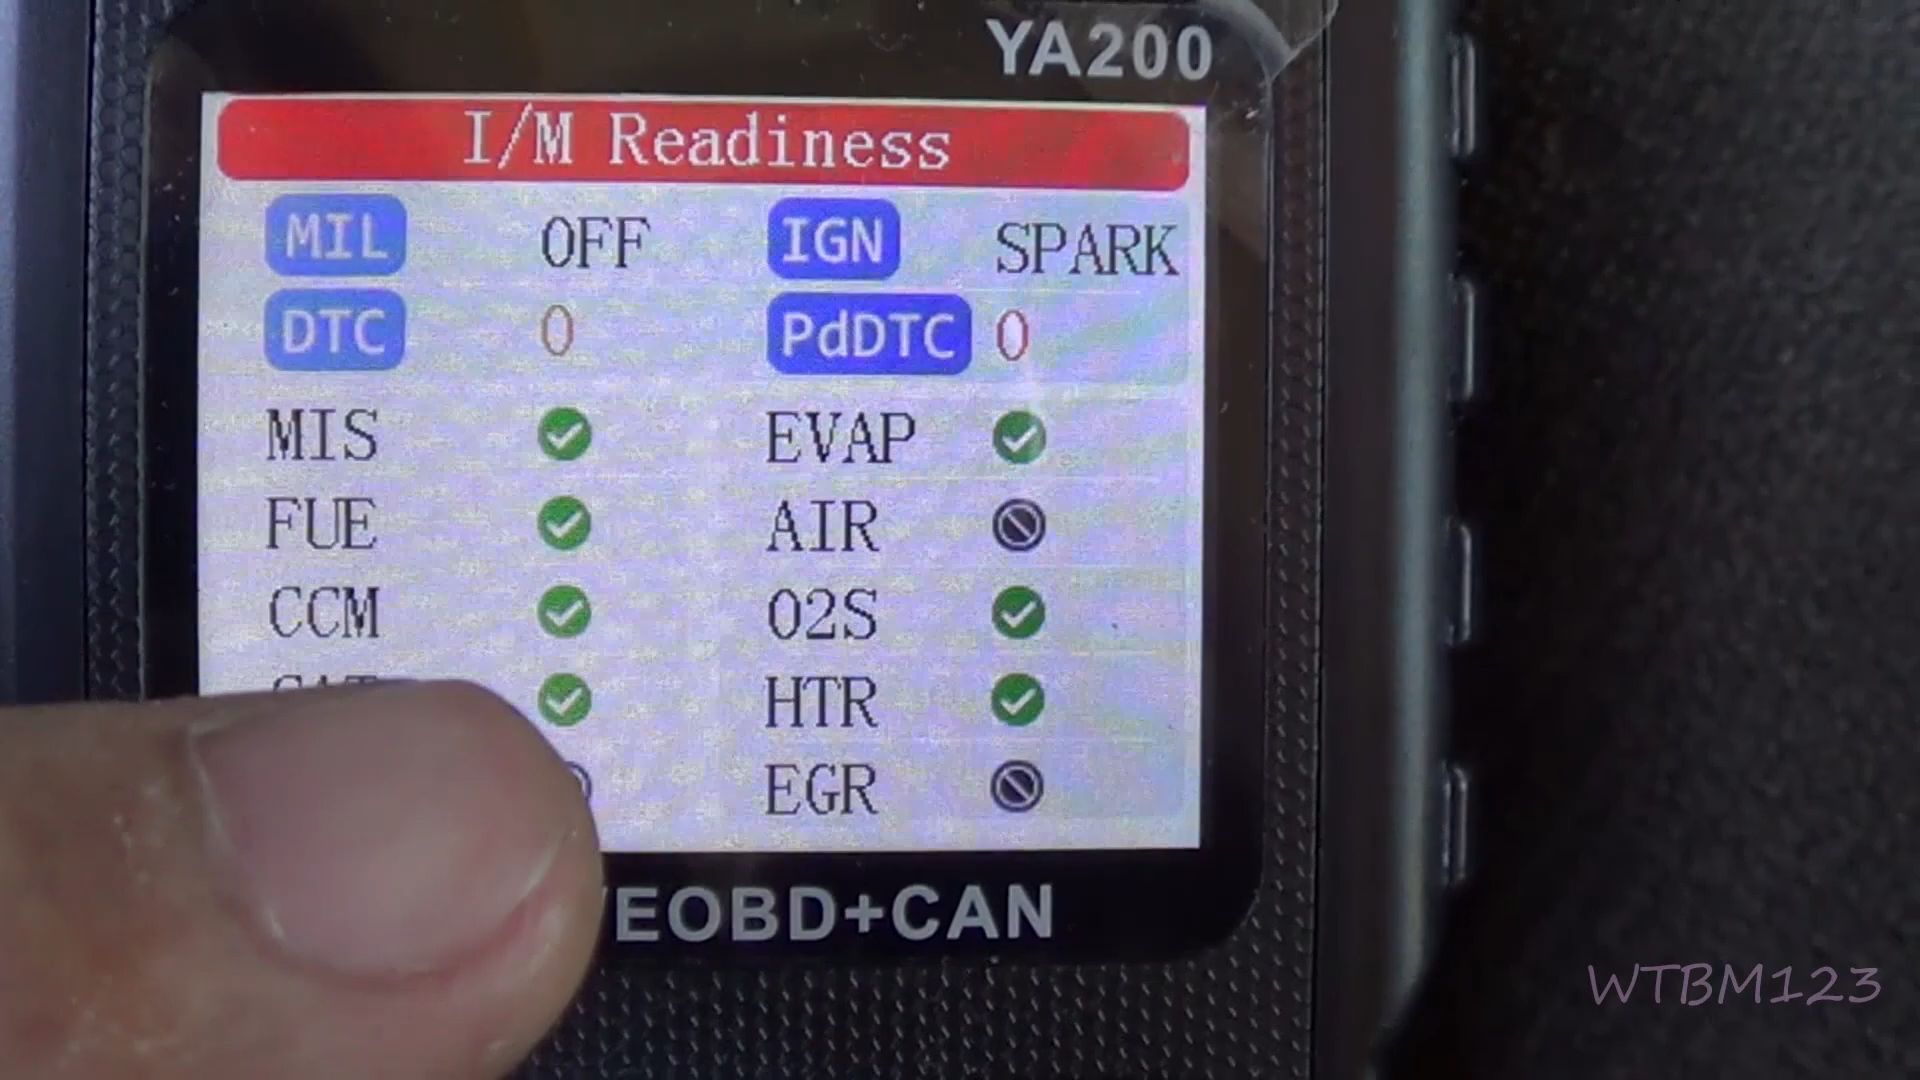 YA200
I/M Readiness
MIL OFF IGN SPARK
DTC 0 PdDTC 0
MIS EVAP
FUE AIR
CCM O2S
HTR
EGR
EOBD+CAN
WTBM123